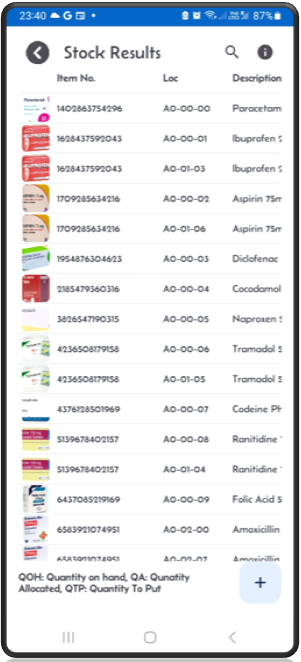 23:40 87%
Stock Results
Item No. Loc Description
1402863754296 A0-00-00 Paracetam
1628437592043 A0-00-01 Ibuprofen
1628437592043 A0-01-03 Ibuprofen
1709285634216 A0-00-02 Aspirin 75m
1709285634216 A0-01-06 Aspirin 75m
1954876304623 A0-00-03 Diclofenac
2185479360316 A0-00-04 Cocodamol
3826547190315 A0-00-05 Naproxen
4236508179158 A0-00-06 Tramadol
4236508179158 A0-01-05 Tramadol
4376128501969 A0-00-07 Codeine Ph
5139678402157 A0-00-08 Ranitidine
5139678402157 A0-01-04 Ranitidine
6437085219169 A0-00-09 Folic Acid
6583921074951 A0-02-00 Amoxicillin
6583921074951 A0-02-07 Amoxicillin
QOH: Quantity on hand, QA: Qunatity
Allocated, QTP: Quantity To Put
+